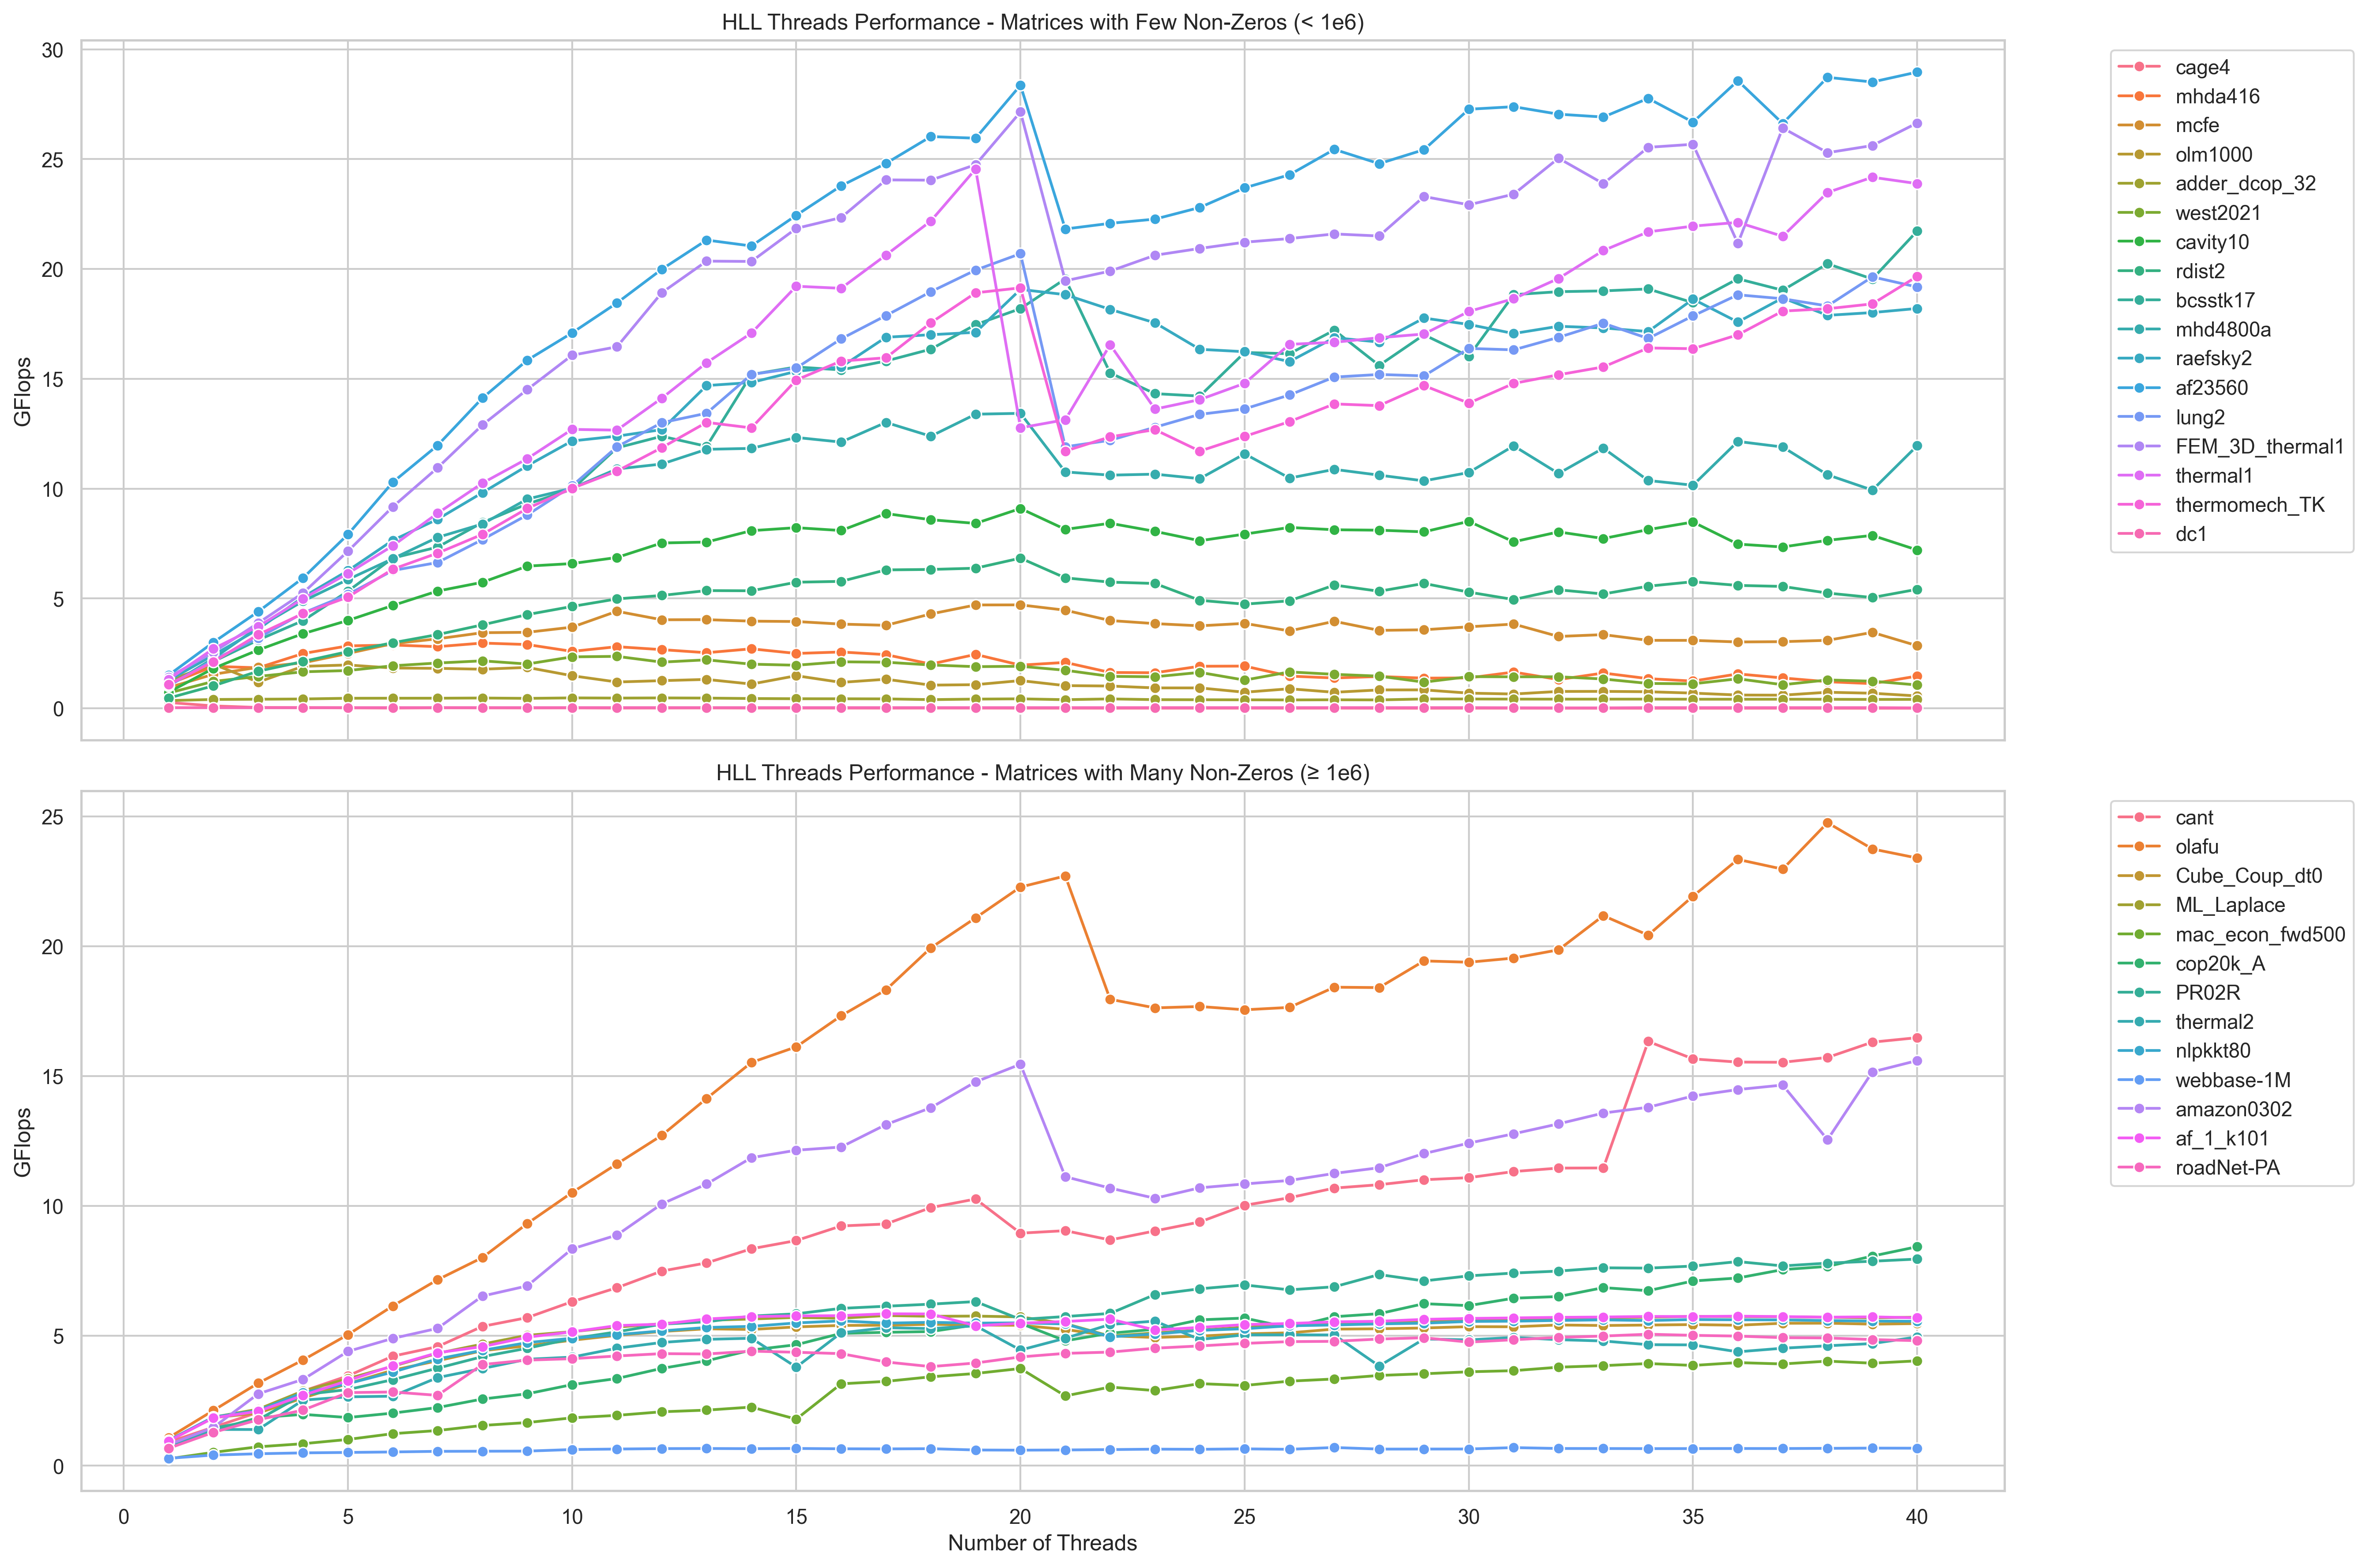 HLL Threads Performance - Matrices with Few Non-Zeros (< 1e6)
30
25
20
15
10
5
0
GFlops
cage4
mhda416
mcfe
olm1000
adder_dcop_32
west2021
cavity10
rdist2
bcsstk17
mhd4800a
raefsky2
af23560
lung2
FEM_3D_thermal1
thermal1
thermomech_TK
dc1
HLL Threads Performance - Matrices with Many Non-Zeros (≥ 1e6)
25
20
15
10
5
0
GFlops
cant
olafu
Cube_Coup_dt0
ML_Laplace
mac_econ_fwd500
cop20k_A
PR02R
thermal2
nlpkkt80
webbase-1M
amazon0302
af_1_k101
roadNet-PA
0 5 10 15 20 25 30 35 40
Number of Threads